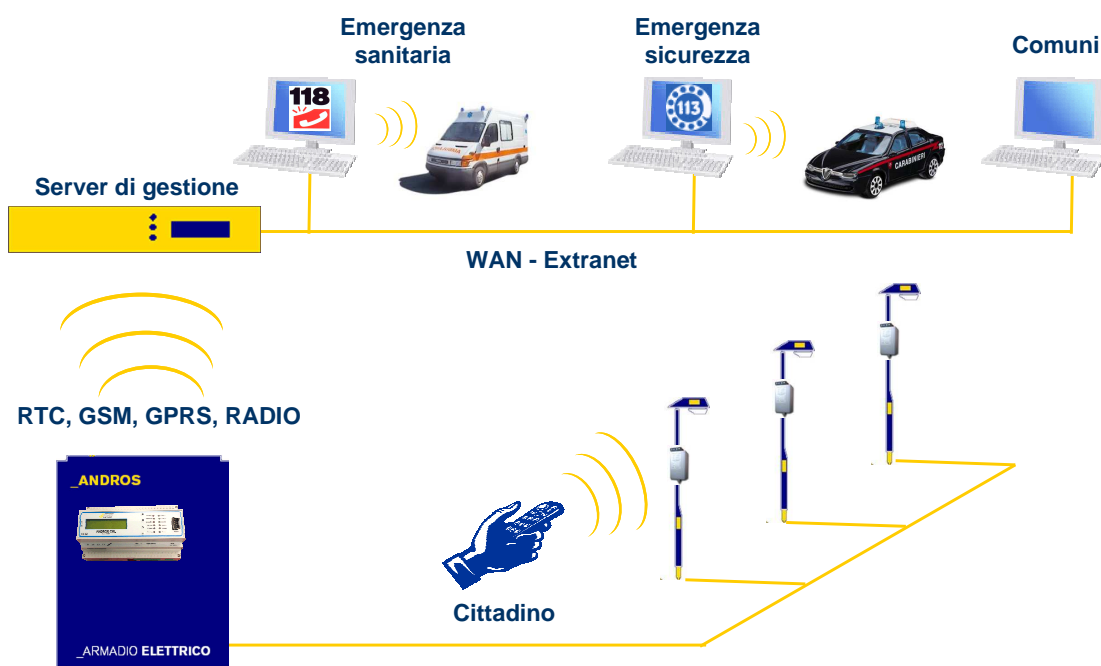 Emergenza
sanitaria
Emergenza
sicurezza
Comuni
118
113
CARABINIERI
Server di gestione
WAN - Extranet
RTC, GSM, GPRS, RADIO
_ANDROS
Cittadino
_ARMADIO ELETTRICO